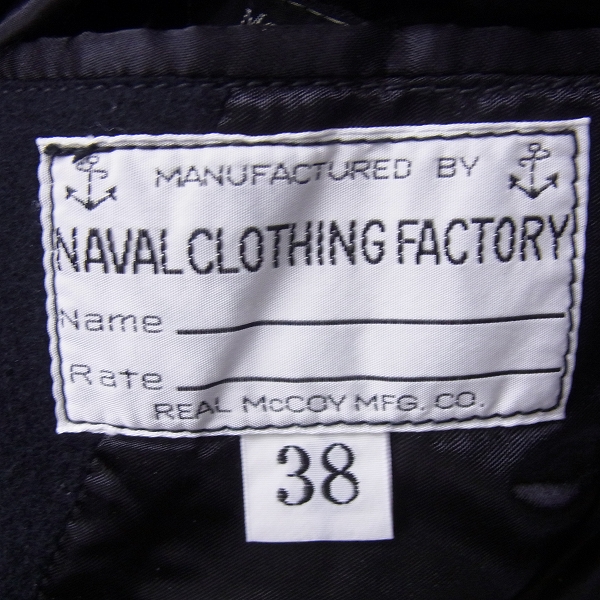 MANUFACTURED BY
NAVAL CLOTHING FACTORY
Name
Rate
REAL McCOY MFG. CO.
38